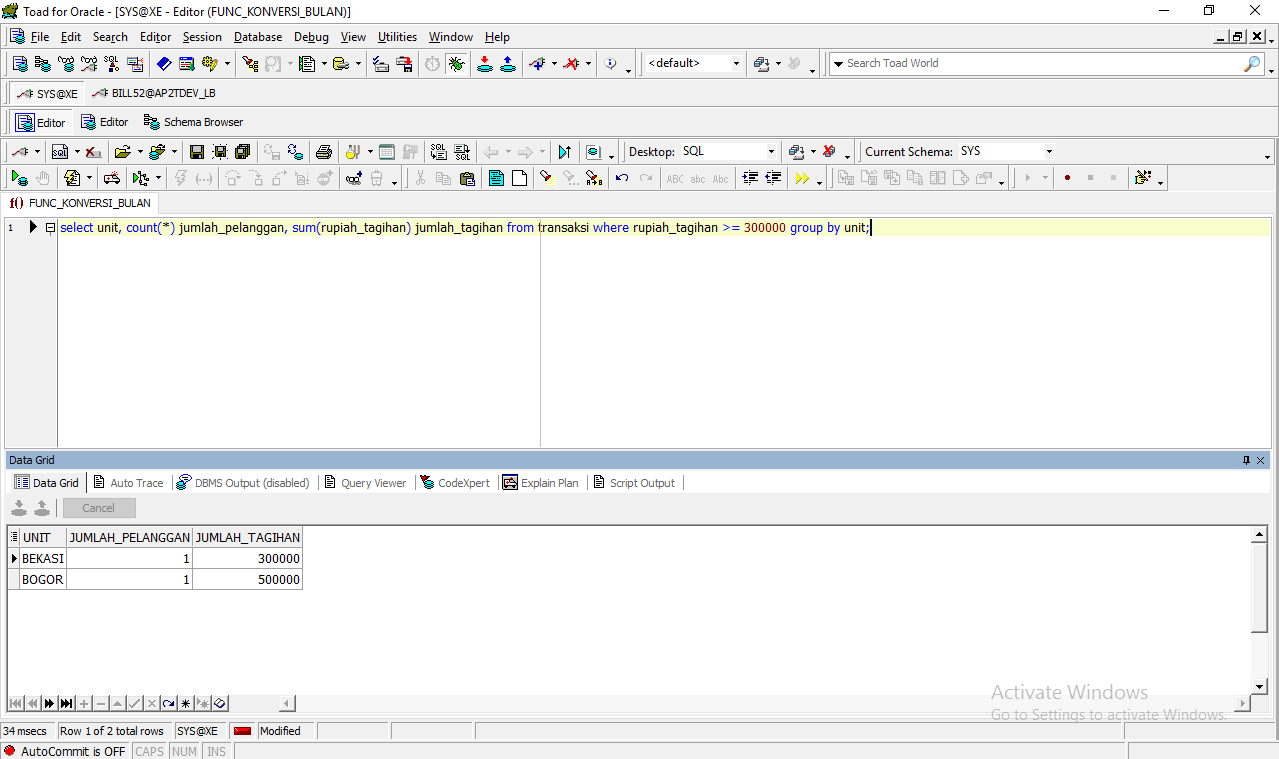 Toad for Oracle - [SYS@XE - Editor (FUNC_KONVERSI_BULAN)]
File Edit Search Editor Session Database Debug View Utilities Window Help
<default> Search Toad World
SYS@XE BILL52@AP2TDEV_LB
Editor Editor Schema Browser
Desktop: SQL Current Schema: SYS
f() FUNC_KONVERSI_BULAN
1 select unit, count(*) jumlah_pelanggan, sum(rupiah_tagihan) jumlah_tagihan from transaksi where rupiah_tagihan >= 300000 group by unit;
Data Grid
Data Grid Auto Trace DBMS Output (disabled) Query Viewer CodeXpert Explain Plan Script Output
Cancel
UNIT JUMLAH_PELANGGAN JUMLAH_TAGIHAN
BEKASI 1 300000
BOGOR 1 500000
Activate Windows
Go to Settings to activate Windows.
34 msecs Row 1 of 2 total rows SYS@XE Modified
AutoCommit is OFF CAPS NUM INS